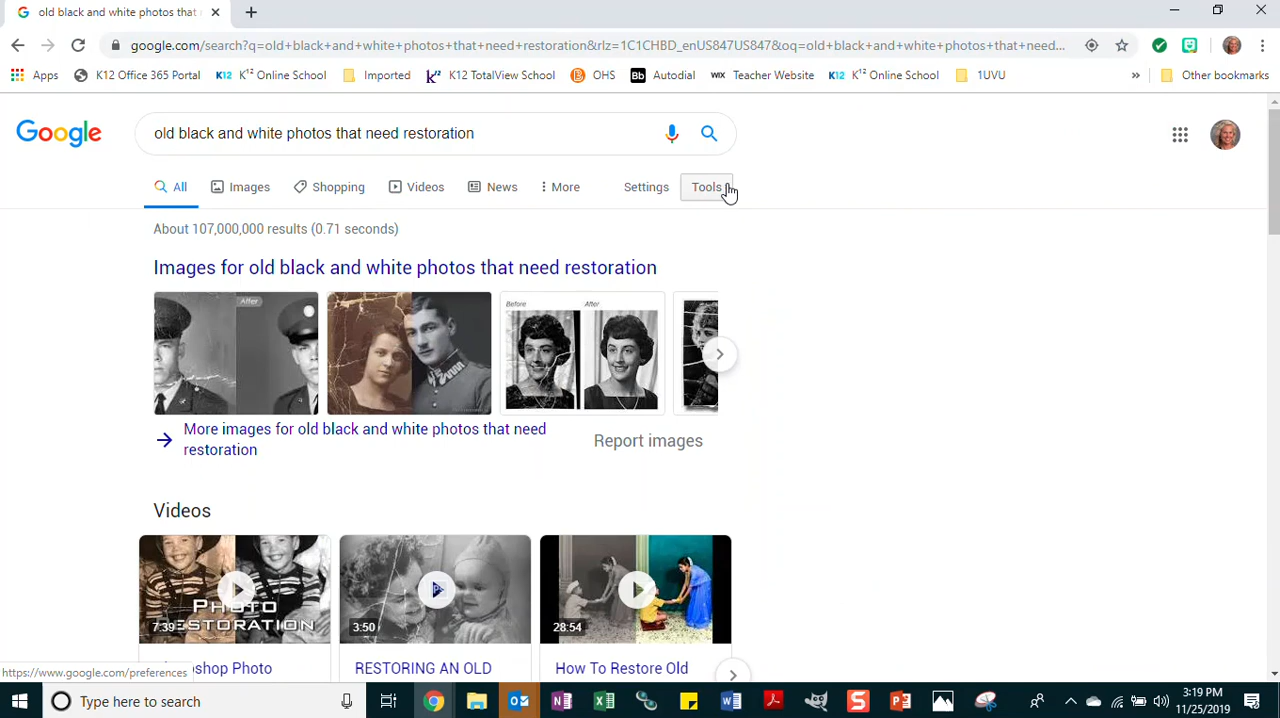 old black and white photos that
google.com/search?q=old+black+and+white+photos+that+need+restoration&rlz=1C1CHBD_enUS847US847&oq=old+black+and+white+photos+that+need...
Apps K12 Office 365 Portal K12 Online School Imported K12 TotalView School OHS Bb Autodial WIX Teacher Website K12 K12 Online School 1UVU » Other bookmarks
Google
old black and white photos that need restoration
All Images Shopping Videos News More Settings Tools
About 107,000,000 results (0.71 seconds)
Images for old black and white photos that need restoration
After
Before After
More images for old black and white photos that need
restoration
Report images
Videos
PHOTO
RESTORATION
7:39
3:50
28:54
shop Photo
RESTORING AN OLD
How To Restore Old
https://www.google.com/preferences
Type here to search
3:19 PM
11/25/2019